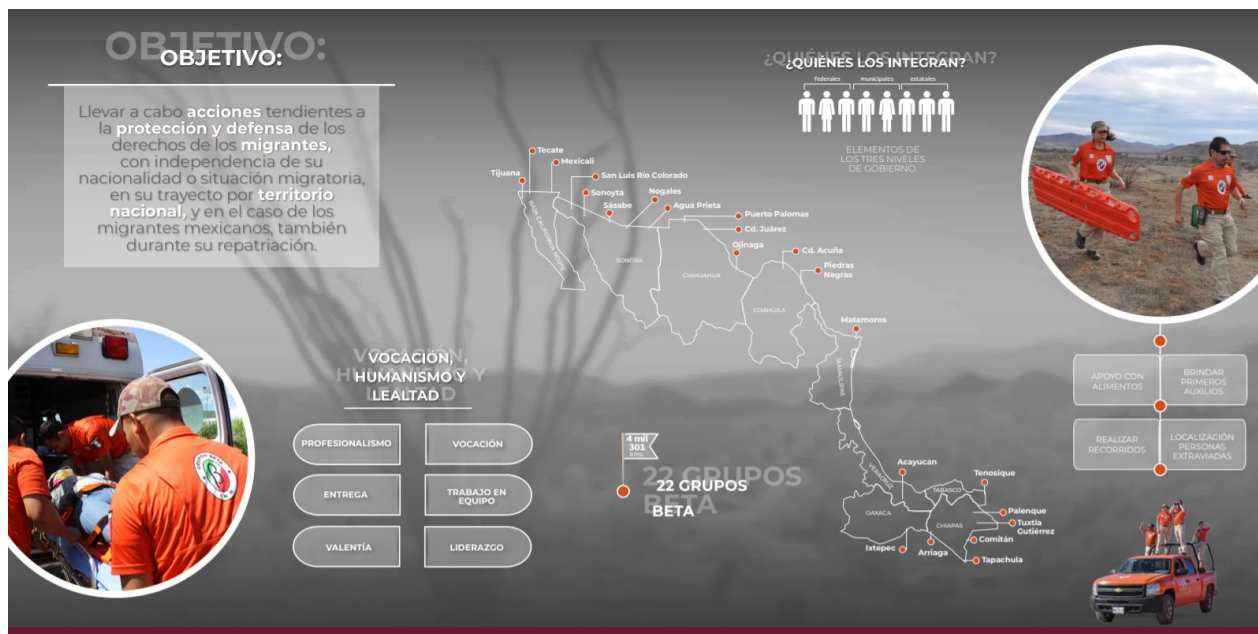 OBJETIVO:
Llevar a cabo acciones tendientes a
la protección y defensa de los
derechos de los migrantes,
con independencia de su
nacionalidad o situación migratoria,
en su trayecto por territorio
nacional, y en el caso de los
migrantes mexicanos, también
durante su repatriación.
¿QUIÉNES LOS INTEGRAN?
federales municipales estatales
ELEMENTOS DE
LOS TRES NIVELES
DE GOBIERNO.
Tecate
Mexicali
Tijuana
San Luis Río Colorado
Sonoyta
Nogales
Sásabe
Agua Prieta
Puerto Palomas
Cd. Juárez
Ojinaga
Cd. Acuña
Piedras
Negras
Matamoros
BAJA CALIFORNIA NORTE
SONORA
CHIHUAHUA
COAHUILA
TAMAULIPAS
VERACRUZ
TABASCO
OAXACA
CHIAPAS
Acayucan
Tenosique
Palenque
Tuxtla
Gutiérrez
Comitán
Ixtepec
Arriaga
Tapachula
VOCACIÓN,
HUMANISMO Y
LEALTAD
PROFESIONALISMO
VOCACIÓN
ENTREGA
TRABAJO EN
EQUIPO
VALENTÍA
LIDERAZGO
4 mil
301
kms.
22 GRUPOS
BETA
APOYO CON
ALIMENTOS
BRINDAR
PRIMEROS
AUXILIOS
REALIZAR
RECORRIDOS
LOCALIZACIÓN
PERSONAS
EXTRAVIADAS